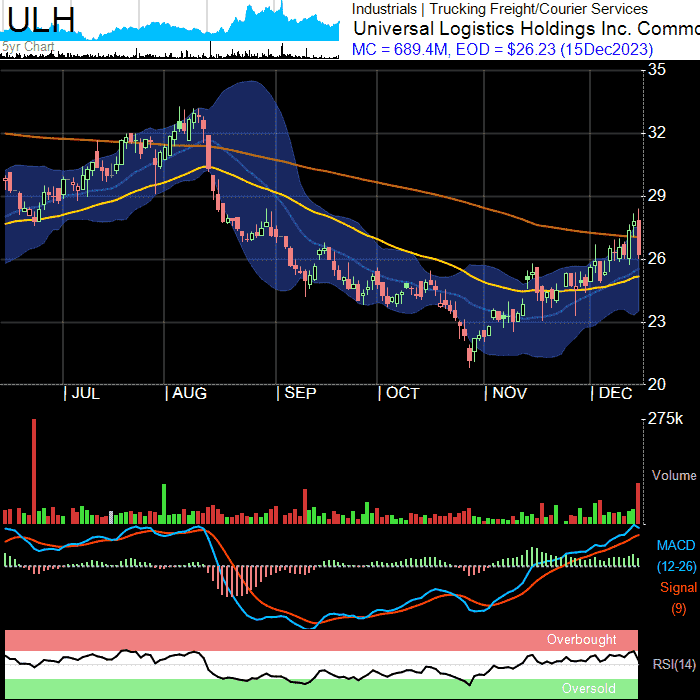 ULH
5yr Chart
Industrials | Trucking Freight/Courier Services
Universal Logistics Holdings Inc. Commo
MC = 689.4M, EOD = $26.23 (15Dec2023)
35
32
29
26
23
20
| JUL | AUG | SEP | OCT | NOV | DEC
275k
Volume
MACD
(12-26)
Signal
(9)
Overbought
RSI(14)
Oversold